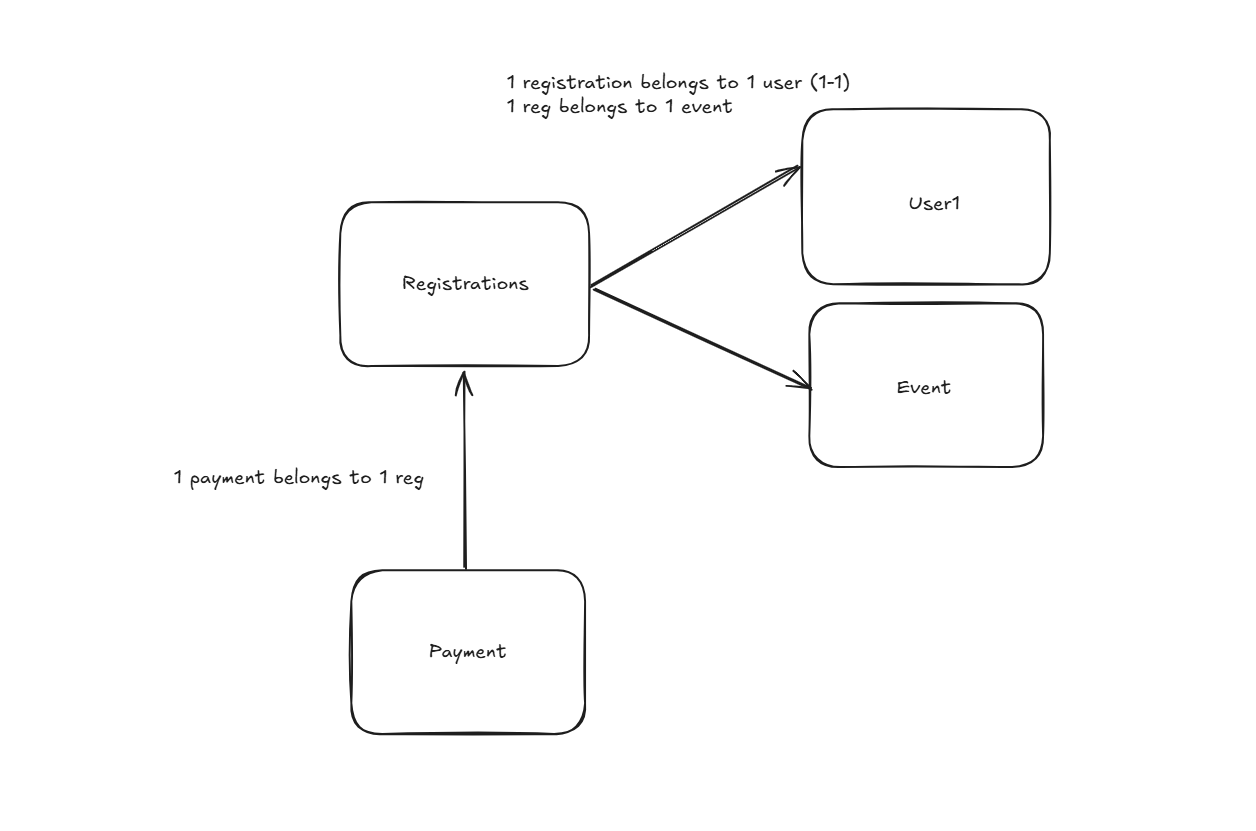 1 registration belongs to 1 user (1-1)
1 reg belongs to 1 event
User1
Registrations
Event
1 payment belongs to 1 reg
Payment